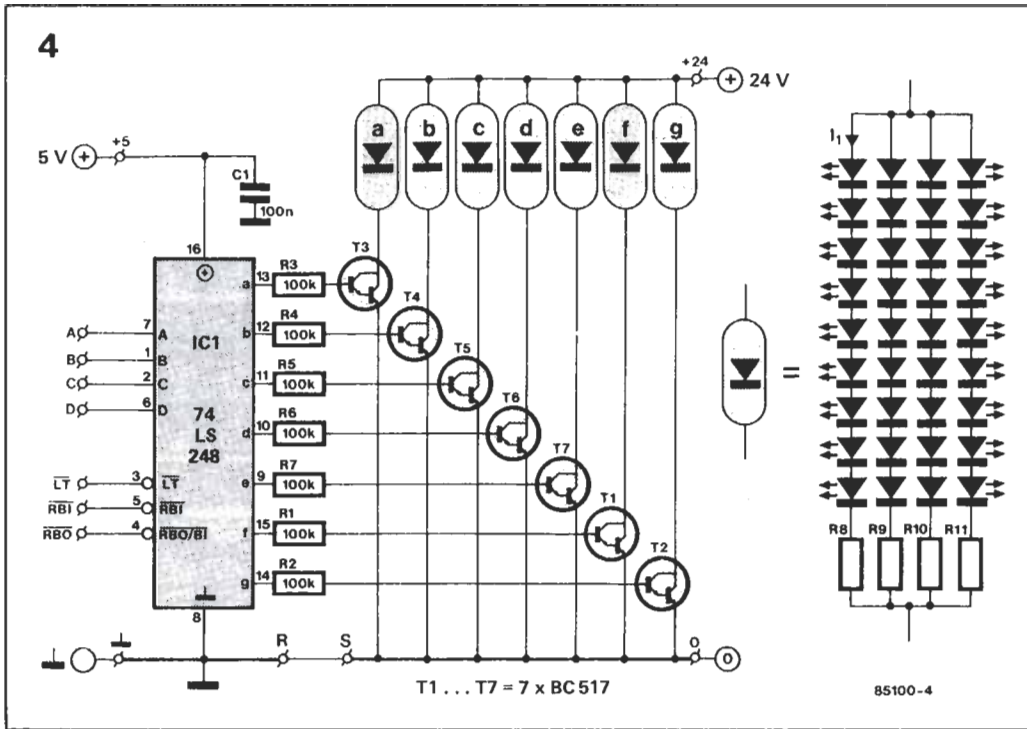 4
+24
24 V
a b c d e f g
5 V
+5
C1
100n
16
I1
T3
a 13 R3
100k
T4
b 12 R4
100k
T5
c 11 R5
100k
T6
d 10 R6
100k
T7
e 9 R7
100k
T1
f 15 R1
100k
T2
g 14 R2
100k
IC1
74
LS
248
A 7 A
B 1 B
C 2 C
D 6 D
LT 3 LT
RBI 5 RBI
RBO 4 RBO/BI
8
=
R8 R9 R10 R11
R S 0 0
T1 ... T7 = 7 x BC517
85100-4